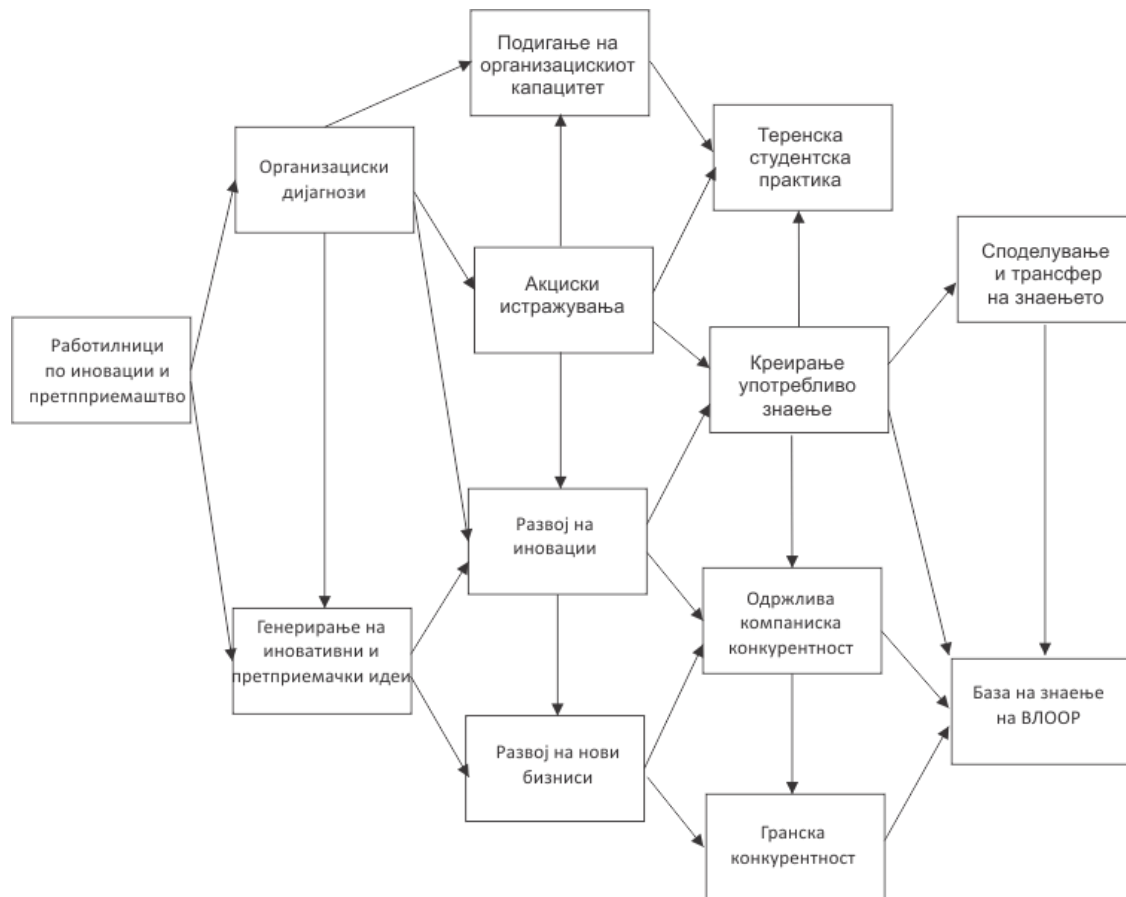 Подигање на
организацискиот
капацитет
Теренска
студентска
практика
Организациски
дијагнози
Споделување
и трансфер
на знаењето
Акциски
истражувања
Работилници
по иновации и
претпприемаштво
Креирање
употребливо
знаење
Развој на
иновации
Одржлива
компаниска
конкурентност
Генерирање на
иновативни и
претприемачки идеи
База на знаење
на ВЛООР
Развој на нови
бизниси
Гранска
конкурентност